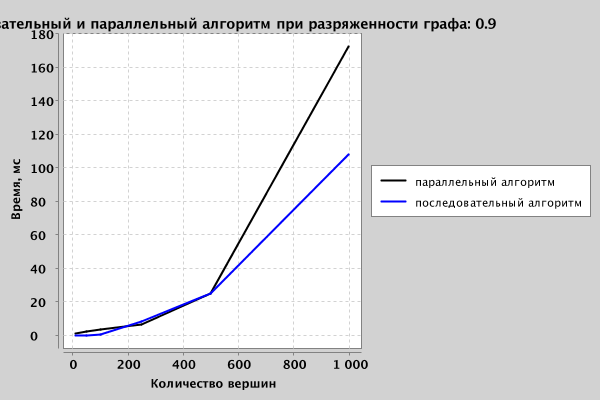 вательный и параллельный алгоритм при разряженности графа: 0.9
180
160
140
120
100
80
60
40
20
0
Время, мс
0 200 400 600 800 1 000
Количество вершин
параллельный алгоритм
последовательный алгоритм